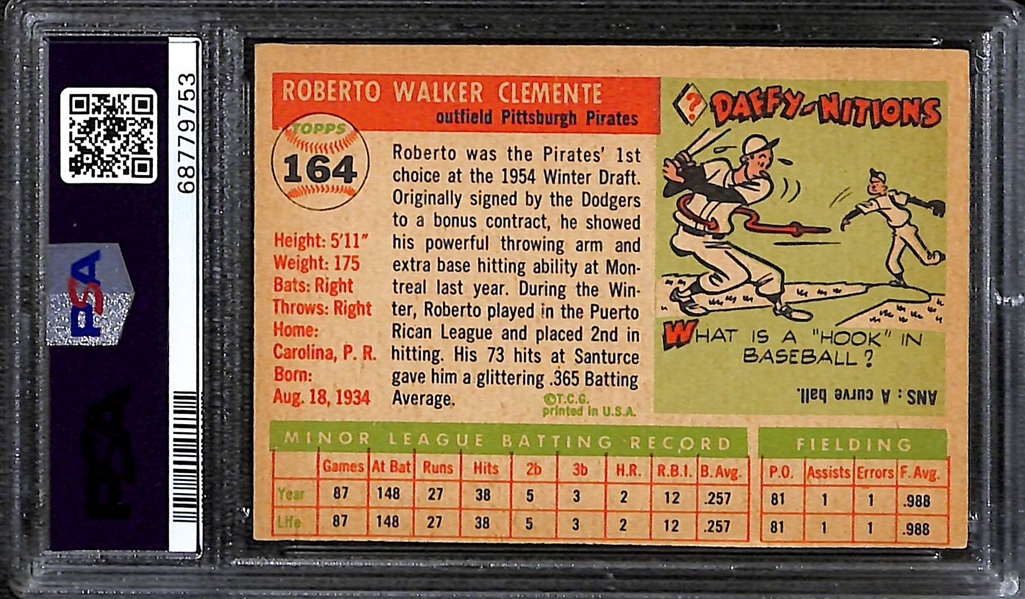 PSA
68779753
PSA
ROBERTO WALKER CLEMENTE
outfield Pittsburgh Pirates
TOPPS
164
Height: 5'11"
Weight: 175
Bats: Right
Throws: Right
Home:
Carolina, P. R.
Born:
Aug. 18, 1934
Roberto was the Pirates' 1st
choice at the 1954 Winter Draft.
Originally signed by the Dodgers
to a bonus contract, he showed
his powerful throwing arm and
extra base hitting ability at Mon-
treal last year. During the Win-
ter, Roberto played in the Puerto
Rican League and placed 2nd in
hitting. His 73 hits at Santurce
gave him a glittering .365 Batting
Average.
©T.C.G.
printed in U.S.A.
? DAFFY-NITIONS
WHAT IS A "HOOK" IN
BASEBALL?
ANS: A curve ball.
MINOR LEAGUE BATTING RECORD
Games At Bat Runs Hits 2b 3b H.R. R.B.I. B. Avg.
Year 87 148 27 38 5 3 2 12 .257
Life 87 148 27 38 5 3 2 12 .257
FIELDING
P.O. Assists Errors F. Avg.
81 1 1 .988
81 1 1 .988